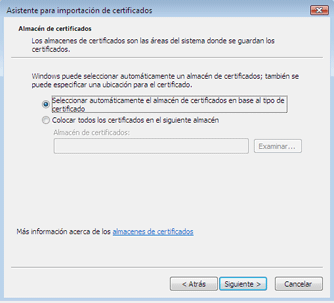 Asistente para importación de certificados
Almacén de certificados
Los almacenes de certificados son las áreas del sistema donde se guardan los
certificados.
Windows puede seleccionar automáticamente un almacén de certificados; también se
puede especificar una ubicación para el certificado.
Seleccionar automáticamente el almacén de certificados en base al tipo de
certificado
Colocar todos los certificados en el siguiente almacén
Almacén de certificados:
Examinar...
Más información acerca de los almacenes de certificados
< Atrás
Siguiente >
Cancelar